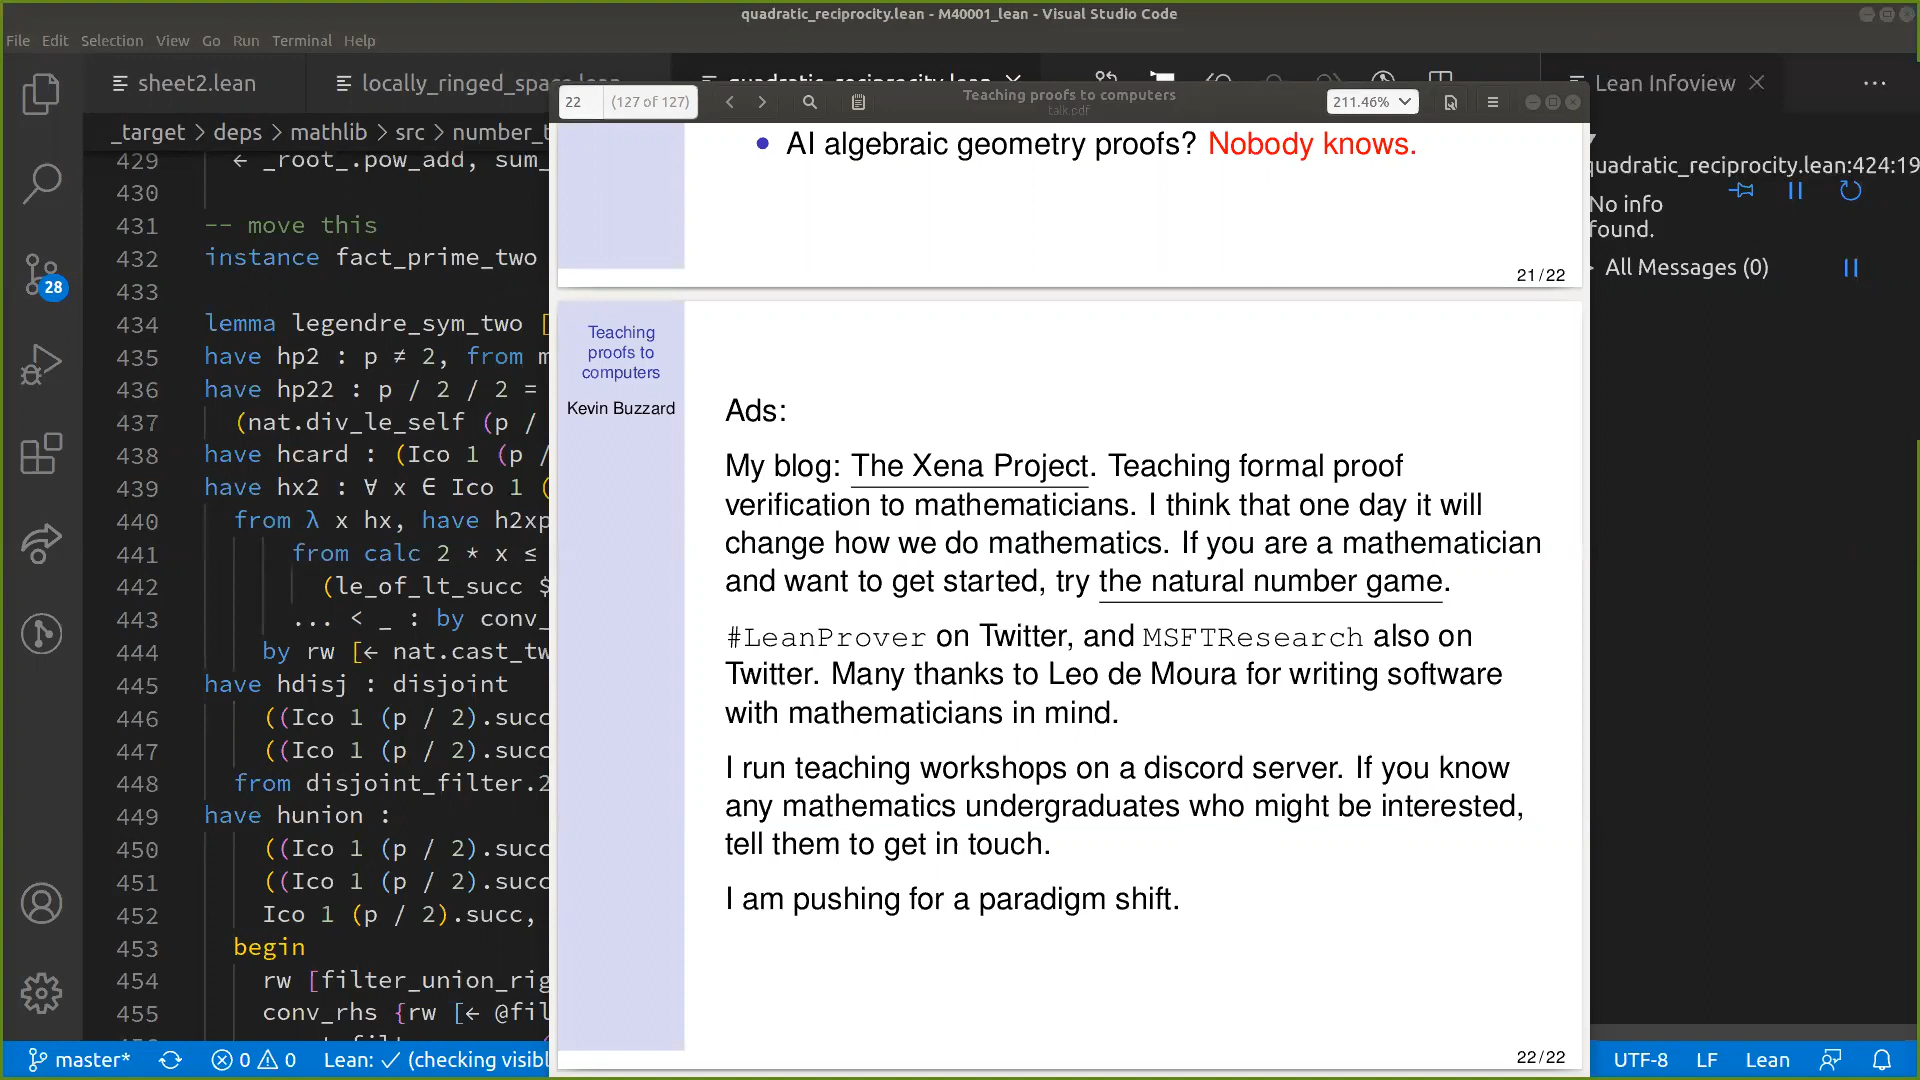 quadratic_reciprocity.lean - M40001_lean - Visual Studio Code
File Edit Selection View Go Run Terminal Help
sheet2.lean
locally_ringed_space.lean
quadratic_reciprocity.lean
Lean Infoview
_target > deps > mathlib > src > number_t
429 ← _root_.pow_add, sum_
430
431 -- move this
432 instance fact_prime_two
433
434 lemma legendre_sym_two [
435 have hp2 : p ≠ 2, from m
436 have hp22 : p / 2 / 2 =
437 (nat.div_le_self (p /
438 have hcard : (Ico 1 (p /
439 have hx2 : ∀ x ∈ Ico 1 (
440 from λ x hx, have h2xp
441 from calc 2 * x ≤
442 (le_of_lt_succ $
443 ... < _ : by conv_
444 by rw [← nat.cast_tw
445 have hdisj : disjoint
446 ((Ico 1 (p / 2).succ
447 ((Ico 1 (p / 2).succ
448 from disjoint_filter.2
449 have hunion :
450 ((Ico 1 (p / 2).succ
451 ((Ico 1 (p / 2).succ
452 Ico 1 (p / 2).succ,
453 begin
454 rw [filter_union_rig
455 conv_rhs {rw [← @fil
28
22 (127 of 127)
Teaching proofs to computers
talk.pdf
211.46%
• AI algebraic geometry proofs? Nobody knows.
21/22
Teaching
proofs to
computers
Kevin Buzzard
Ads:
My blog: The Xena Project. Teaching formal proof
verification to mathematicians. I think that one day it will
change how we do mathematics. If you are a mathematician
and want to get started, try the natural number game.
#LeanProver on Twitter, and MSFTResearch also on
Twitter. Many thanks to Leo de Moura for writing software
with mathematicians in mind.
I run teaching workshops on a discord server. If you know
any mathematics undergraduates who might be interested,
tell them to get in touch.
I am pushing for a paradigm shift.
22/22
quadratic_reciprocity.lean:424:19
No info
found.
All Messages (0)
master* 0 0 Lean: ✓ (checking visibl
UTF-8 LF Lean